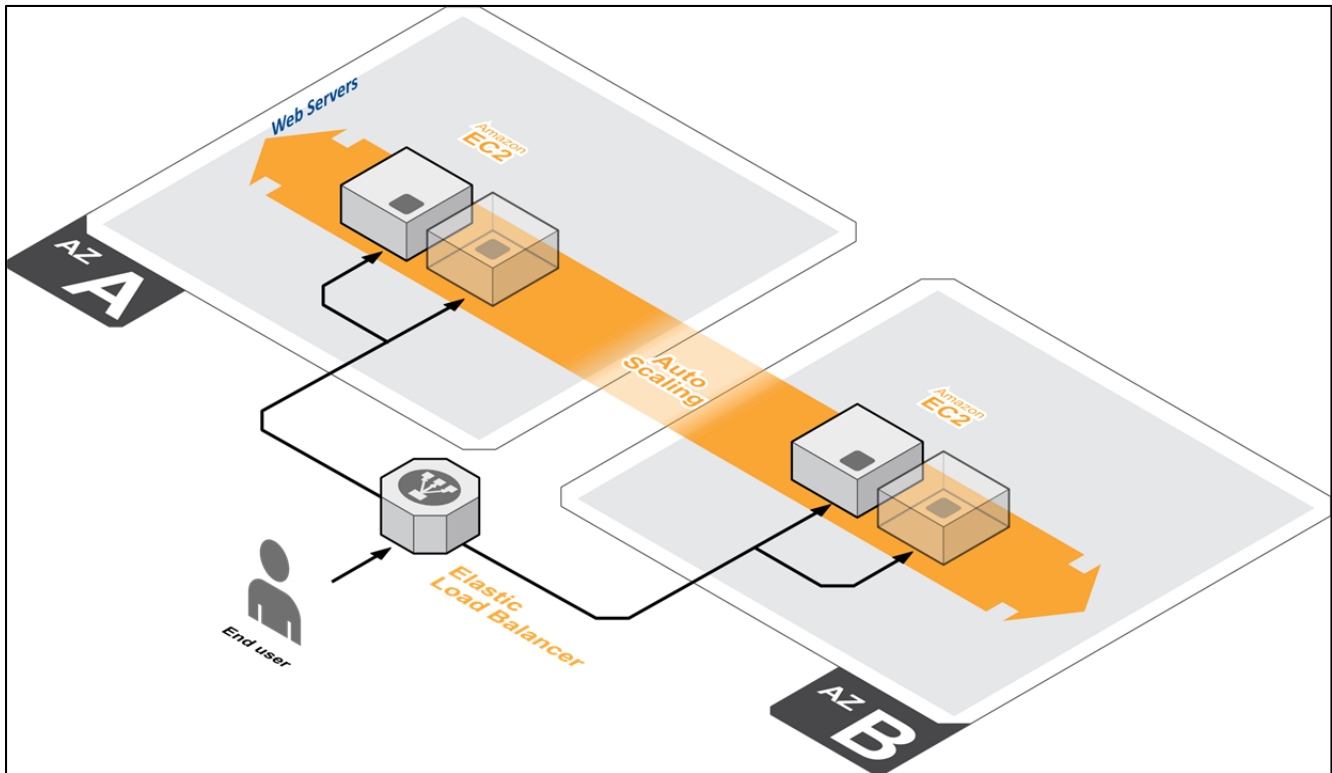 Web Servers
Amazon
EC2
AZ A
Auto
Scaling
Amazon
EC2
Elastic
Load Balancer
End user
AZ B